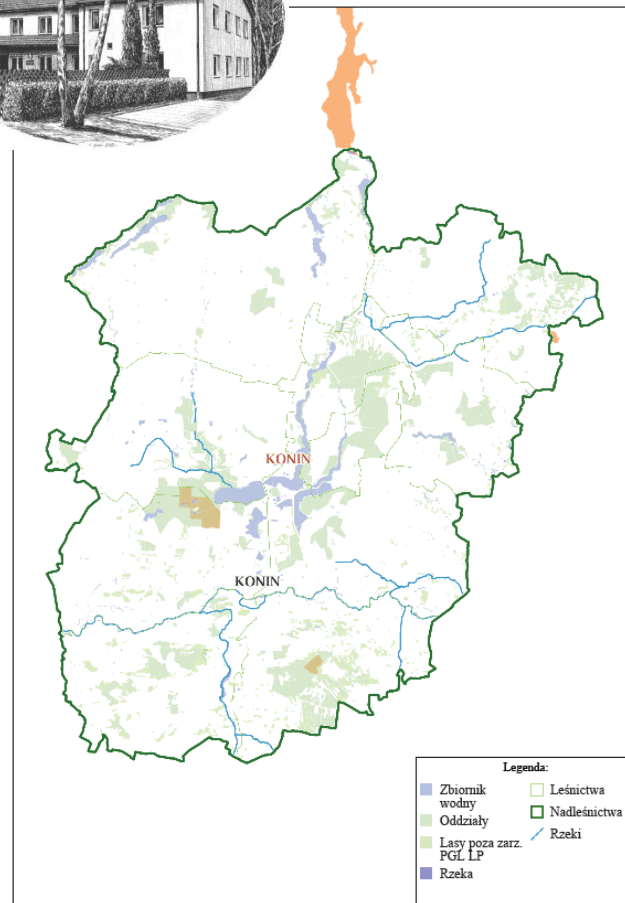 KONIN
KONIN
Legenda:
Zbiornik
wodny
Oddziały
Lasy poza zarz.
PGL LP
Rzeka
Leśnictwa
Nadleśnictwa
Rzeki